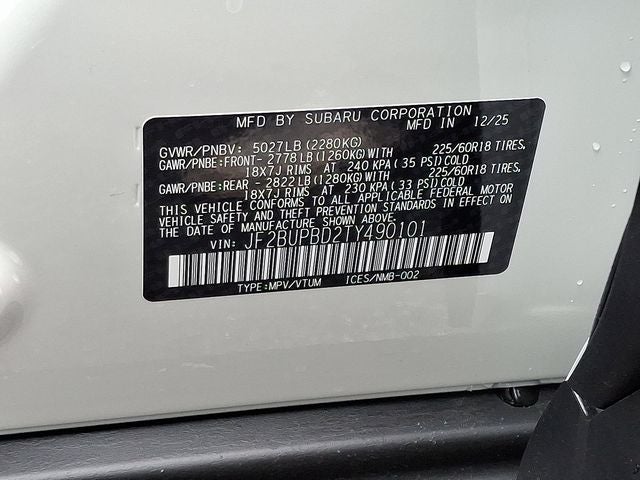 MFD BY SUBARU CORPORATION
MFD IN 12/25
GVWR/PNBV: 5027LB (2280KG)
GAWR/PNBE:FRONT- 2778LB(1260KG)WITH 225/60R18 TIRES,
18X7J RIMS AT 240 KPA (35 PSI)COLD
GAWR/PNBE:REAR - 2822LB(1280KG)WITH 225/60R18 TIRES,
18X7J RIMS AT 230 KPA (33 PSI)COLD
THIS VEHICLE CONFORMS TO ALL APPLICABLE FEDERAL MOTOR
VEHICLE SAFETY AND THEFT PREVENTION STANDARDS IN EFFECT ON
THE DATE OF MANUFACTURE SHOWN ABOVE.
VIN: JF2BUPBD2TY490101
TYPE:MPV/VTUM ICES/NMB-002